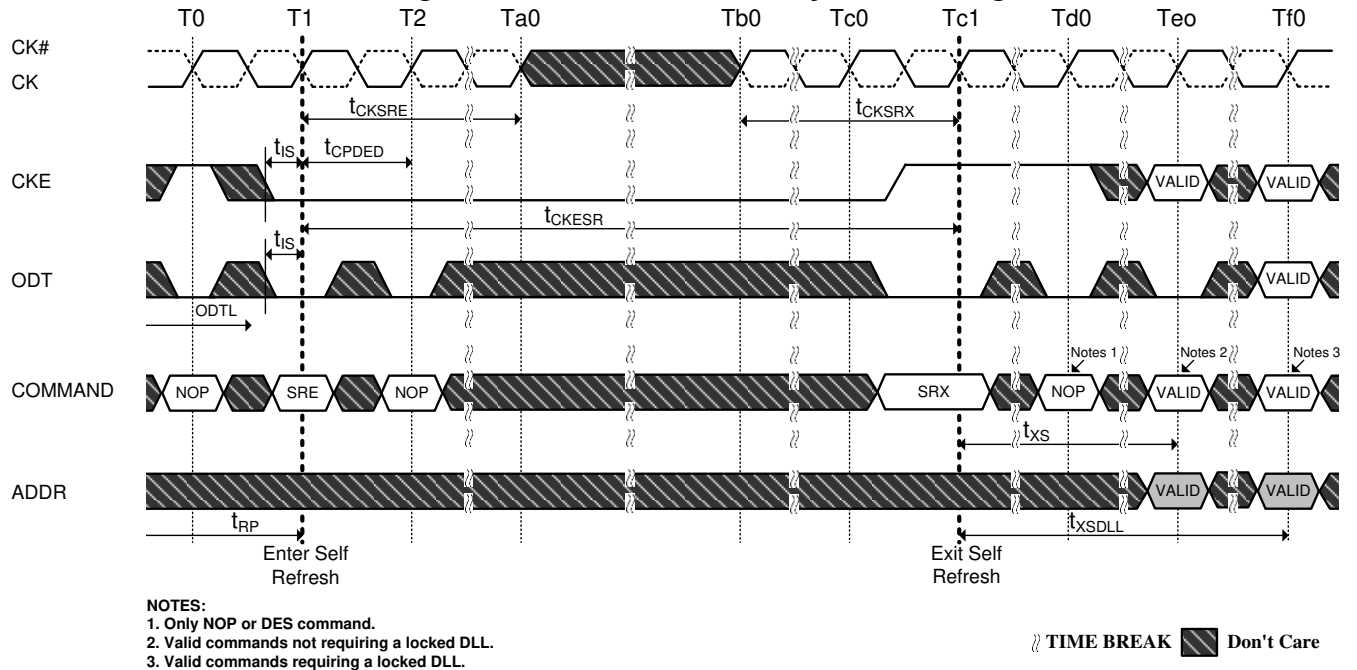 T0 T1 T2 Ta0 Tb0 Tc0 Tc1 Td0 Teo Tf0
CK#
CK
tCKSRE tCKSRX
tIS tCPDED
CKE VALID VALID
tCKESR
tIS
ODT VALID
ODTL
Notes 1 Notes 2 Notes 3
COMMAND NOP SRE NOP SRX NOP VALID VALID
tXS
ADDR VALID VALID
tRP tXSDLL
Enter Self Exit Self
Refresh Refresh
NOTES:
1. Only NOP or DES command.
2. Valid commands not requiring a locked DLL.
3. Valid commands requiring a locked DLL.
TIME BREAK Don't Care